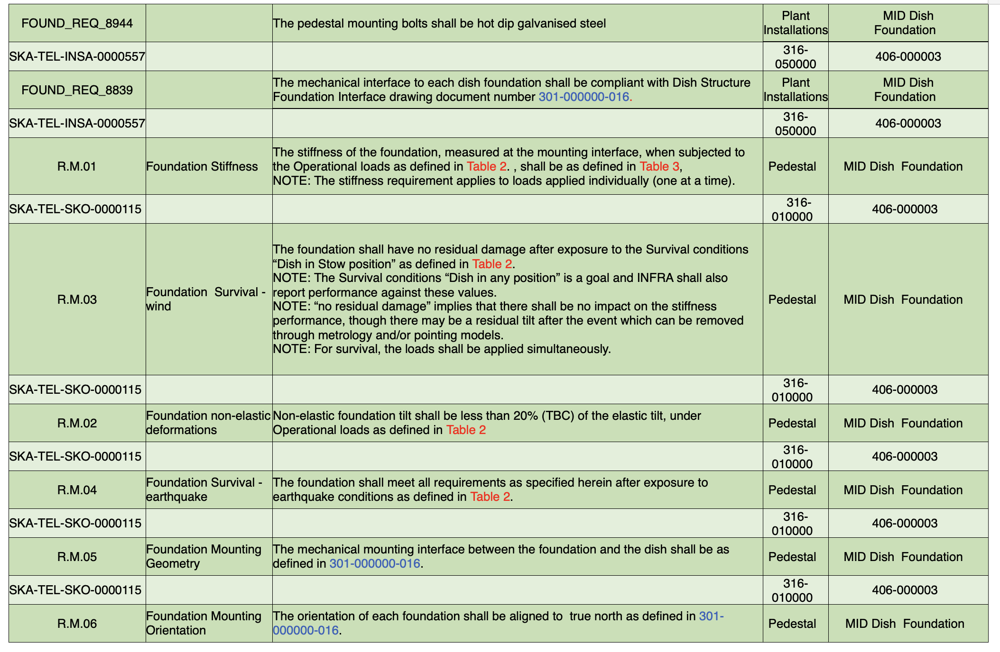 FOUND_REQ_8944
The pedestal mounting bolts shall be hot dip galvanised steel
Plant
Installations
MID Dish
Foundation
SKA-TEL-INSA-0000557
316-
050000
406-000003
FOUND_REQ_8839
The mechanical interface to each dish foundation shall be compliant with Dish Structure
Foundation Interface drawing document number 301-000000-016.
Plant
Installations
MID Dish
Foundation
SKA-TEL-INSA-0000557
316-
050000
406-000003
R.M.01
Foundation Stiffness
The stiffness of the foundation, measured at the mounting interface, when subjected to
the Operational loads as defined in Table 2. , shall be as defined in Table 3,
NOTE: The stiffness requirement applies to loads applied individually (one at a time).
Pedestal
MID Dish  Foundation
SKA-TEL-SKO-0000115
316-
010000
406-000003
R.M.03
Foundation  Survival -
wind
The foundation shall have no residual damage after exposure to the Survival conditions
“Dish in Stow position” as defined in Table 2.
NOTE: The Survival conditions “Dish in any position” is a goal and INFRA shall also
report performance against these values.
NOTE: “no residual damage” implies that there shall be no impact on the stiffness
performance, though there may be a residual tilt after the event which can be removed
through metrology and/or pointing models.
NOTE: For survival, the loads shall be applied simultaneously.
Pedestal
MID Dish  Foundation
SKA-TEL-SKO-0000115
316-
010000
406-000003
R.M.02
Foundation non-elastic
deformations
Non-elastic foundation tilt shall be less than 20% (TBC) of the elastic tilt, under
Operational loads as defined in Table 2
Pedestal
MID Dish  Foundation
SKA-TEL-SKO-0000115
316-
010000
406-000003
R.M.04
Foundation Survival -
earthquake
The foundation shall meet all requirements as specified herein after exposure to
earthquake conditions as defined in Table 2.
Pedestal
MID Dish  Foundation
SKA-TEL-SKO-0000115
316-
010000
406-000003
R.M.05
Foundation Mounting
Geometry
The mechanical mounting interface between the foundation and the dish shall be as
defined in 301-000000-016.
Pedestal
MID Dish  Foundation
SKA-TEL-SKO-0000115
316-
010000
406-000003
R.M.06
Foundation Mounting
Orientation
The orientation of each foundation shall be aligned to  true north as defined in 301-
000000-016.
Pedestal
MID Dish  Foundation